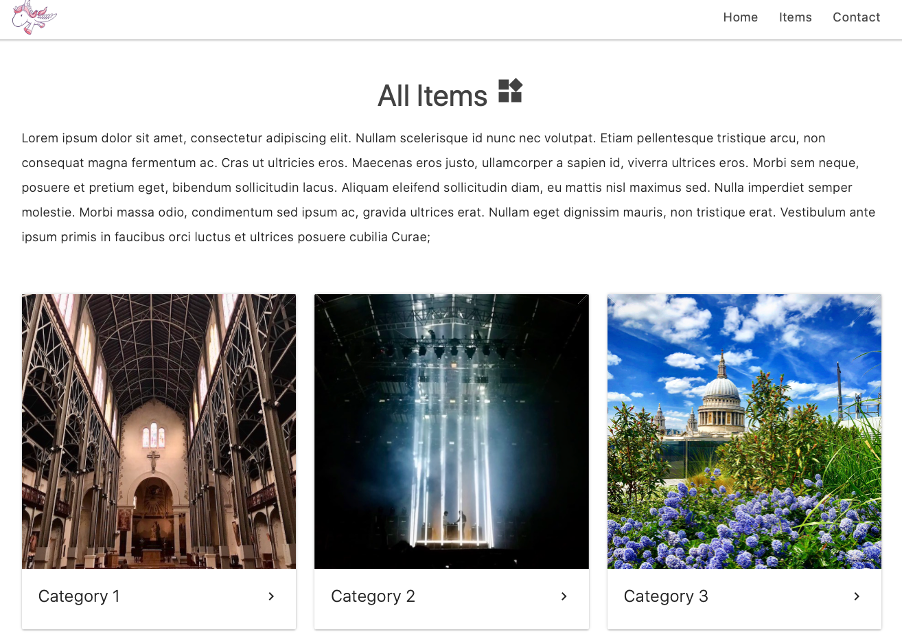 Home Items Contact
All Items
Lorem ipsum dolor sit amet, consectetur adipiscing elit. Nullam scelerisque id nunc nec volutpat. Etiam pellentesque tristique arcu, non
consequat magna fermentum ac. Cras ut ultricies eros. Maecenas eros justo, ullamcorper a sapien id, viverra ultrices eros. Morbi sem neque,
posuere et pretium eget, bibendum sollicitudin lacus. Aliquam eleifend sollicitudin diam, eu mattis nisl maximus sed. Nulla imperdiet semper
molestie. Morbi massa odio, condimentum sed ipsum ac, gravida ultrices erat. Nullam eget dignissim mauris, non tristique erat. Vestibulum ante
ipsum primis in faucibus orci luctus et ultrices posuere cubilia Curae;
Category 1
Category 2
Category 3